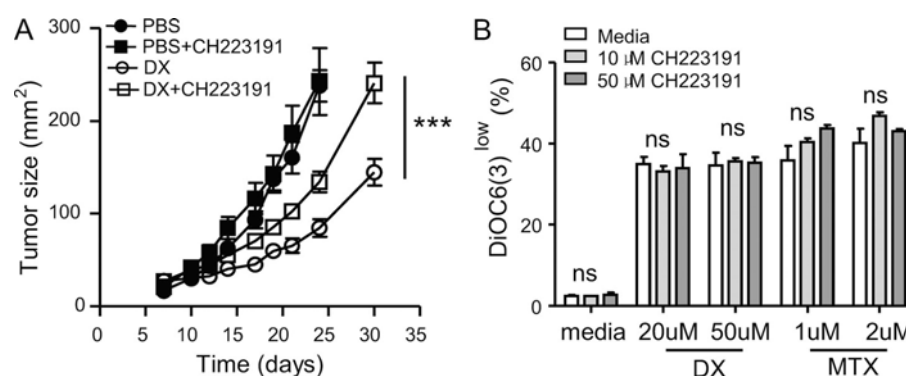 A
PBS
PBS+CH223191
DX
DX+CH223191
***
Tumor size (mm²)
300
200
100
0
0 5 10 15 20 25 30 35
Time (days)
B
Media
10 µM CH223191
50 µM CH223191
DiOC6(3)low (%)
60
40
20
0
ns
ns
ns
ns
ns
media 20uM 50uM 1uM 2uM
DX MTX